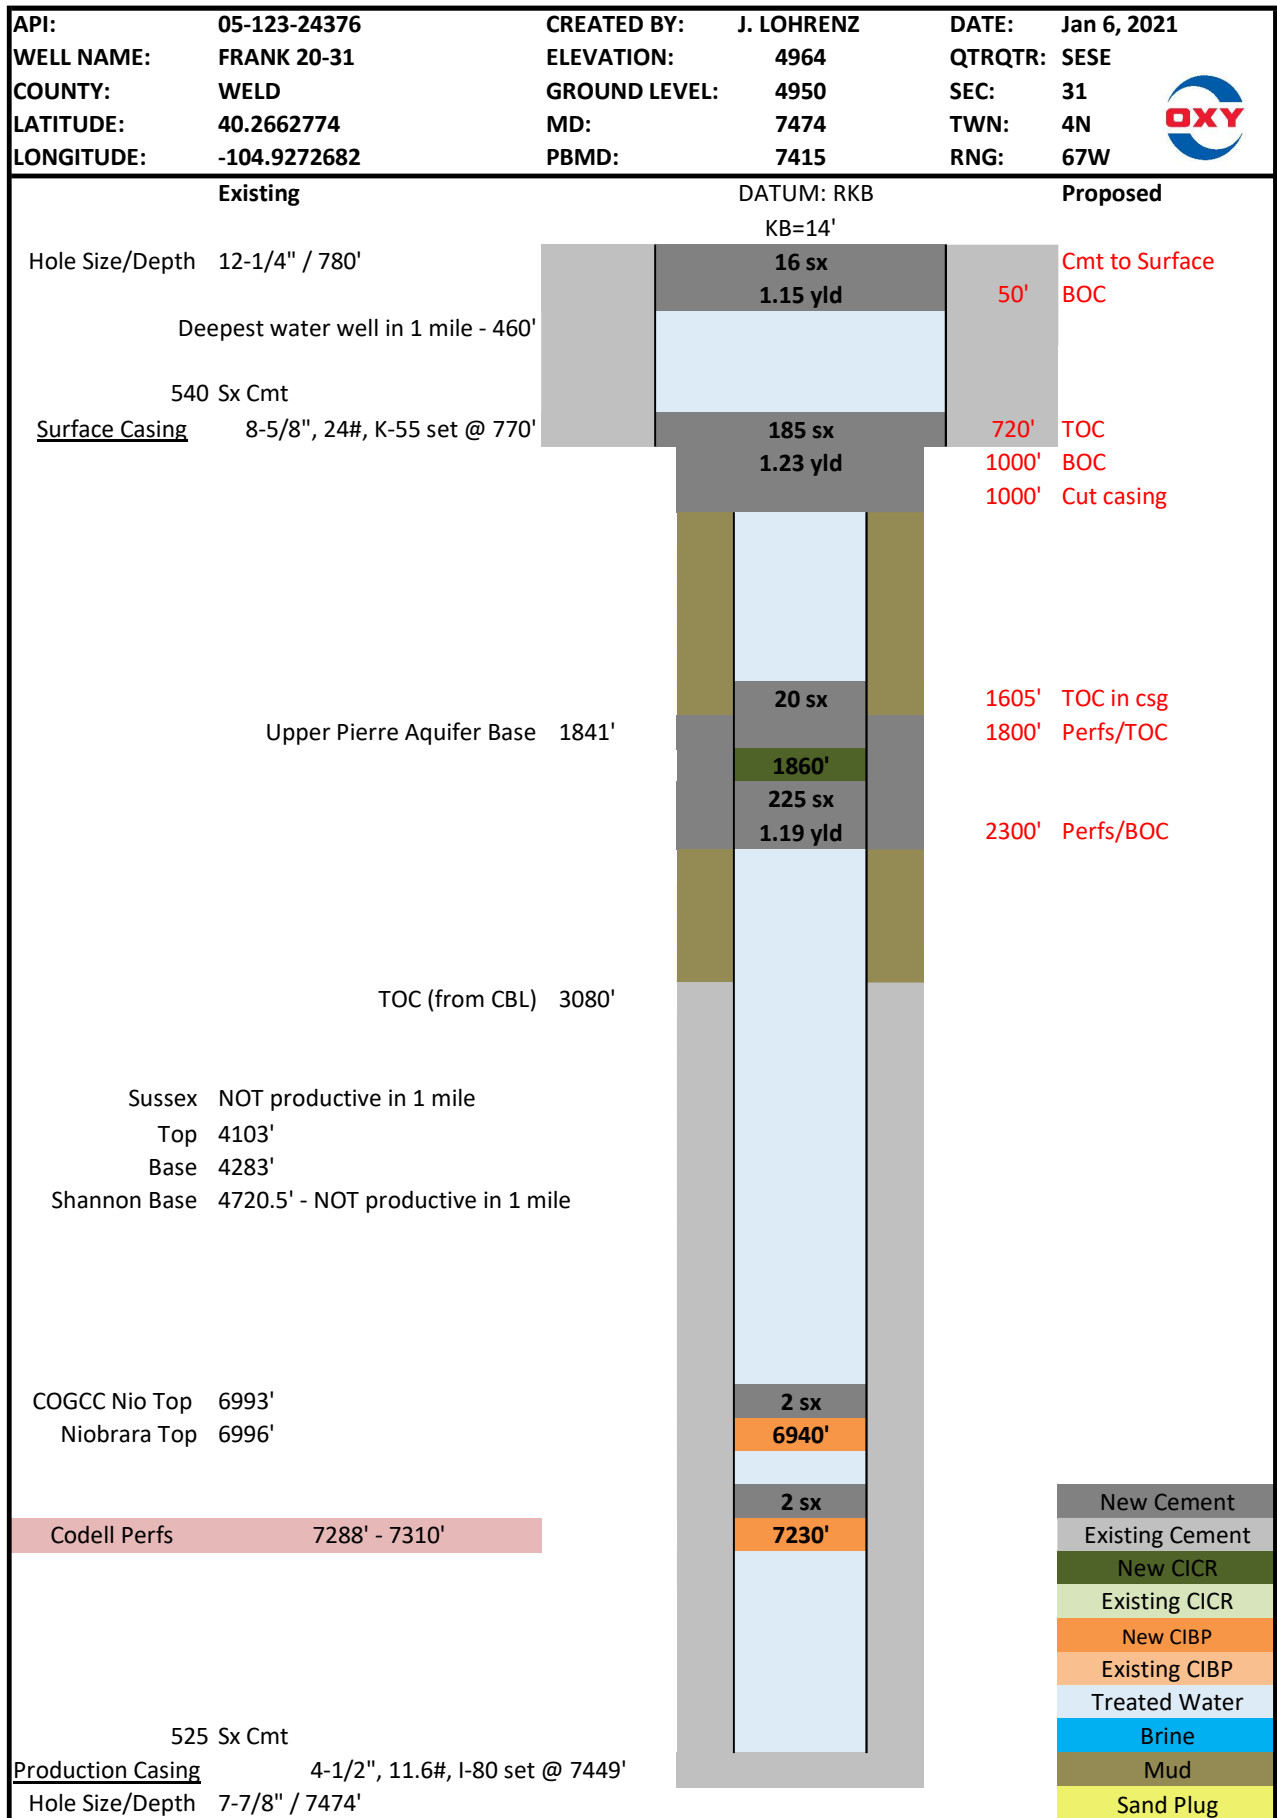 API: 05-123-24376 CREATED BY: J. LOHRENZ DATE: Jan 6, 2021
WELL NAME: FRANK 20-31 ELEVATION: 4964 QTRQTR: SESE
COUNTY: WELD GROUND LEVEL: 4950 SEC: 31
LATITUDE: 40.2662774 MD: 7474 TWN: 4N
LONGITUDE: -104.9272682 PBMD: 7415 RNG: 67W
OXY
Existing DATUM: RKB Proposed
KB=14'
Hole Size/Depth 12-1/4" / 780' 16 sx Cmt to Surface
1.15 yld 50' BOC
Deepest water well in 1 mile - 460'
540 Sx Cmt
Surface Casing 8-5/8", 24#, K-55 set @ 770' 185 sx 720' TOC
1.23 yld 1000' BOC
1000' Cut casing
20 sx 1605' TOC in csg
Upper Pierre Aquifer Base 1841' 1800' Perfs/TOC
1860'
225 sx
1.19 yld 2300' Perfs/BOC
TOC (from CBL) 3080'
Sussex NOT productive in 1 mile
Top 4103'
Base 4283'
Shannon Base 4720.5' - NOT productive in 1 mile
COGCC Nio Top 6993' 2 sx
Niobrara Top 6996' 6940'
2 sx New Cement
Codell Perfs 7288' - 7310' 7230' Existing Cement
New CICR
Existing CICR
New CIBP
Existing CIBP
Treated Water
525 Sx Cmt Brine
Production Casing 4-1/2", 11.6#, I-80 set @ 7449' Mud
Hole Size/Depth 7-7/8" / 7474' Sand Plug